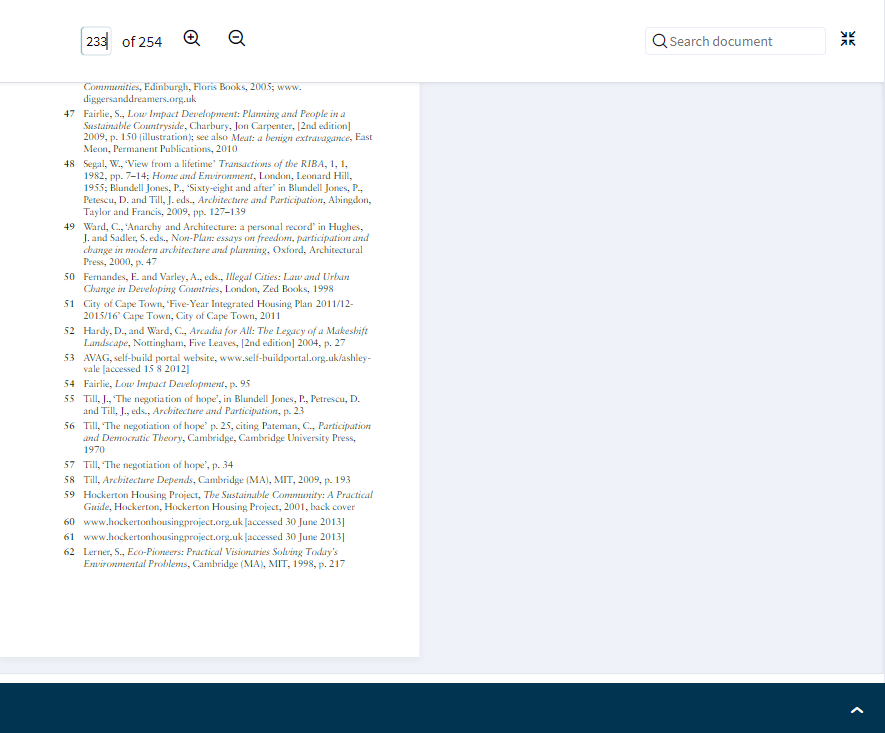 233 of 254
Search document
Communities, Edinburgh, Floris Books, 2005; www.
diggersanddreamers.org.uk
47 Fairlie, S., Low Impact Development: Planning and People in a
Sustainable Countryside, Charbury, Jon Carpenter, [2nd edition]
2009, p. 150 (illustration); see also Meat: a benign extravagance, East
Meon, Permanent Publications, 2010
48 Segal, W., ‘View from a lifetime’ Transactions of the RIBA, 1, 1,
1982, pp. 7–14; Home and Environment, London, Leonard Hill,
1955; Blundell Jones, P., ‘Sixty-eight and after’ in Blundell Jones, P.,
Petescu, D. and Till, J. eds., Architecture and Participation, Abingdon,
Taylor and Francis, 2009, pp. 127–139
49 Ward, C., ‘Anarchy and Architecture: a personal record’ in Hughes,
J. and Sadler, S. eds., Non-Plan: essays on freedom, participation and
change in modern architecture and planning, Oxford, Architectural
Press, 2000, p. 47
50 Fernandes, E. and Varley, A., eds., Illegal Cities: Law and Urban
Change in Developing Countries, London, Zed Books, 1998
51 City of Cape Town, ‘Five-Year Integrated Housing Plan 2011/12-
2015/16’ Cape Town, City of Cape Town, 2011
52 Hardy, D., and Ward, C., Arcadia for All: The Legacy of a Makeshift
Landscape, Nottingham, Five Leaves, [2nd edition] 2004, p. 27
53 AVAG, self-build portal website, www.self-buildportal.org.uk/ashley-
vale [accessed 15 8 2012]
54 Fairlie, Low Impact Development, p. 95
55 Till, J., ‘The negotiation of hope’, in Blundell Jones, P., Petrescu, D.
and Till, J., eds., Architecture and Participation, p. 23
56 Till, ‘The negotiation of hope’ p. 25, citing Pateman, C., Participation
and Democratic Theory, Cambridge, Cambridge University Press,
1970
57 Till, ‘The negotiation of hope’, p. 34
58 Till, Architecture Depends, Cambridge (MA), MIT, 2009, p. 193
59 Hockerton Housing Project, The Sustainable Community: A Practical
Guide, Hockerton, Hockerton Housing Project, 2001, back cover
60 www.hockertonhousingproject.org.uk [accessed 30 June 2013]
61 www.hockertonhousingproject.org.uk [accessed 30 June 2013]
62 Lerner, S., Eco-Pioneers: Practical Visionaries Solving Today’s
Environmental Problems, Cambridge (MA), MIT, 1998, p. 217